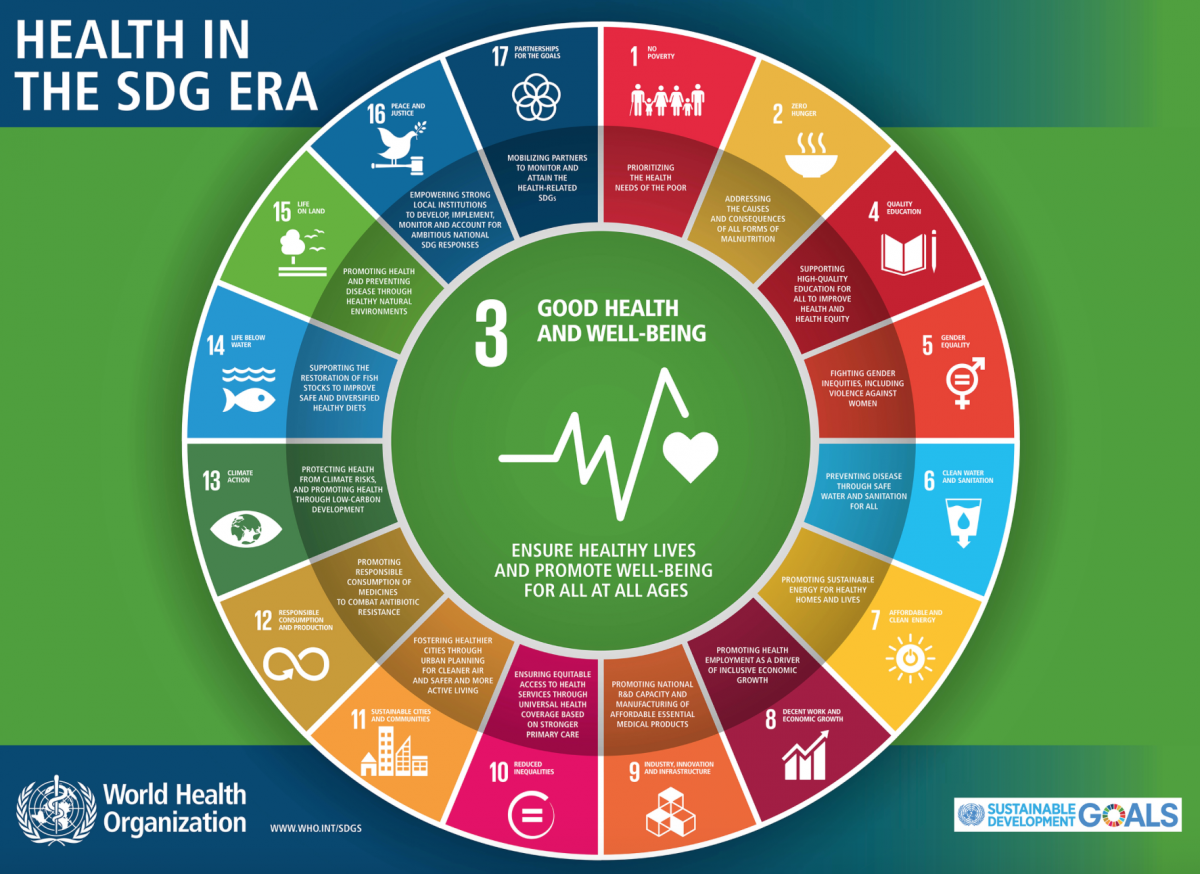 HEALTH IN
THE SDG ERA
1 NO
POVERTY
PRIORITIZING
THE HEALTH
NEEDS OF THE POOR
2 ZERO
HUNGER
ADDRESSING
THE CAUSES
AND CONSEQUENCES
OF ALL FORMS OF
MALNUTRITION
3 GOOD HEALTH
AND WELL-BEING
ENSURE HEALTHY LIVES
AND PROMOTE WELL-BEING
FOR ALL AT ALL AGES
4 QUALITY
EDUCATION
SUPPORTING
HIGH-QUALITY
EDUCATION FOR
ALL TO IMPROVE
HEALTH AND
HEALTH EQUITY
5 GENDER
EQUALITY
FIGHTING GENDER
INEQUITIES, INCLUDING
VIOLENCE AGAINST
WOMEN
6 CLEAN WATER
AND SANITATION
PREVENTING DISEASE
THROUGH SAFE
WATER AND SANITATION
FOR ALL
7 AFFORDABLE AND
CLEAN ENERGY
PROMOTING SUSTAINABLE
ENERGY FOR HEALTHY
HOMES AND LIVES
8 DECENT WORK AND
ECONOMIC GROWTH
PROMOTING HEALTH
EMPLOYMENT AS A DRIVER
OF INCLUSIVE ECONOMIC
GROWTH
9 INDUSTRY, INNOVATION
AND INFRASTRUCTURE
PROMOTING NATIONAL
R&D CAPACITY AND
MANUFACTURING OF
AFFORDABLE ESSENTIAL
MEDICAL PRODUCTS
10 REDUCED
INEQUALITIES
ENSURING EQUITABLE
ACCESS TO HEALTH
SERVICES THROUGH
UNIVERSAL HEALTH
COVERAGE BASED
ON STRONGER
PRIMARY CARE
11 SUSTAINABLE CITIES
AND COMMUNITIES
FOSTERING HEALTHIER
CITIES THROUGH
URBAN PLANNING
FOR CLEANER AIR
AND SAFER AND MORE
ACTIVE LIVING
12 RESPONSIBLE
CONSUMPTION
AND PRODUCTION
PROMOTING
RESPONSIBLE
CONSUMPTION OF
MEDICINES
TO COMBAT ANTIBIOTIC
RESISTANCE
13 CLIMATE
ACTION
PROTECTING HEALTH
FROM CLIMATE RISKS,
AND PROMOTING HEALTH
THROUGH LOW-CARBON
DEVELOPMENT
14 LIFE BELOW
WATER
SUPPORTING THE
RESTORATION OF FISH
STOCKS TO IMPROVE
SAFE AND DIVERSIFIED
HEALTHY DIETS
15 LIFE
ON LAND
PROMOTING HEALTH
AND PREVENTING
DISEASE THROUGH
HEALTHY NATURAL
ENVIRONMENTS
16 PEACE AND
JUSTICE
EMPOWERING STRONG
LOCAL INSTITUTIONS
TO DEVELOP, IMPLEMENT,
MONITOR AND ACCOUNT FOR
AMBITIOUS NATIONAL
SDG RESPONSES
17 PARTNERSHIPS
FOR THE GOALS
MOBILIZING PARTNERS
TO MONITOR AND
ATTAIN THE
HEALTH-RELATED
SDGs
World Health
Organization
WWW.WHO.INT/SDGS
SUSTAINABLE
DEVELOPMENT
GOALS